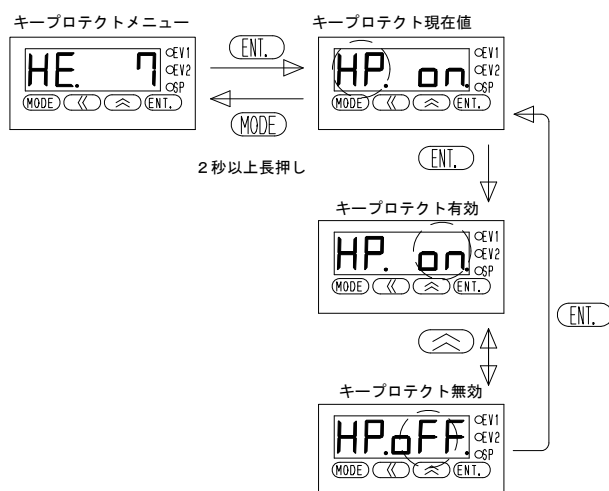 キープロテクトメニュー
HE. 7
EV1
EV2
SP
MODE ENT.
ENT.
MODE
2秒以上長押し
キープロテクト現在値
HP. on.
EV1
EV2
SP
MODE ENT.
ENT.
キープロテクト有効
HP. on.
EV1
EV2
SP
MODE ENT.
キープロテクト無効
HP.oFF.
EV1
EV2
SP
MODE ENT.
ENT.